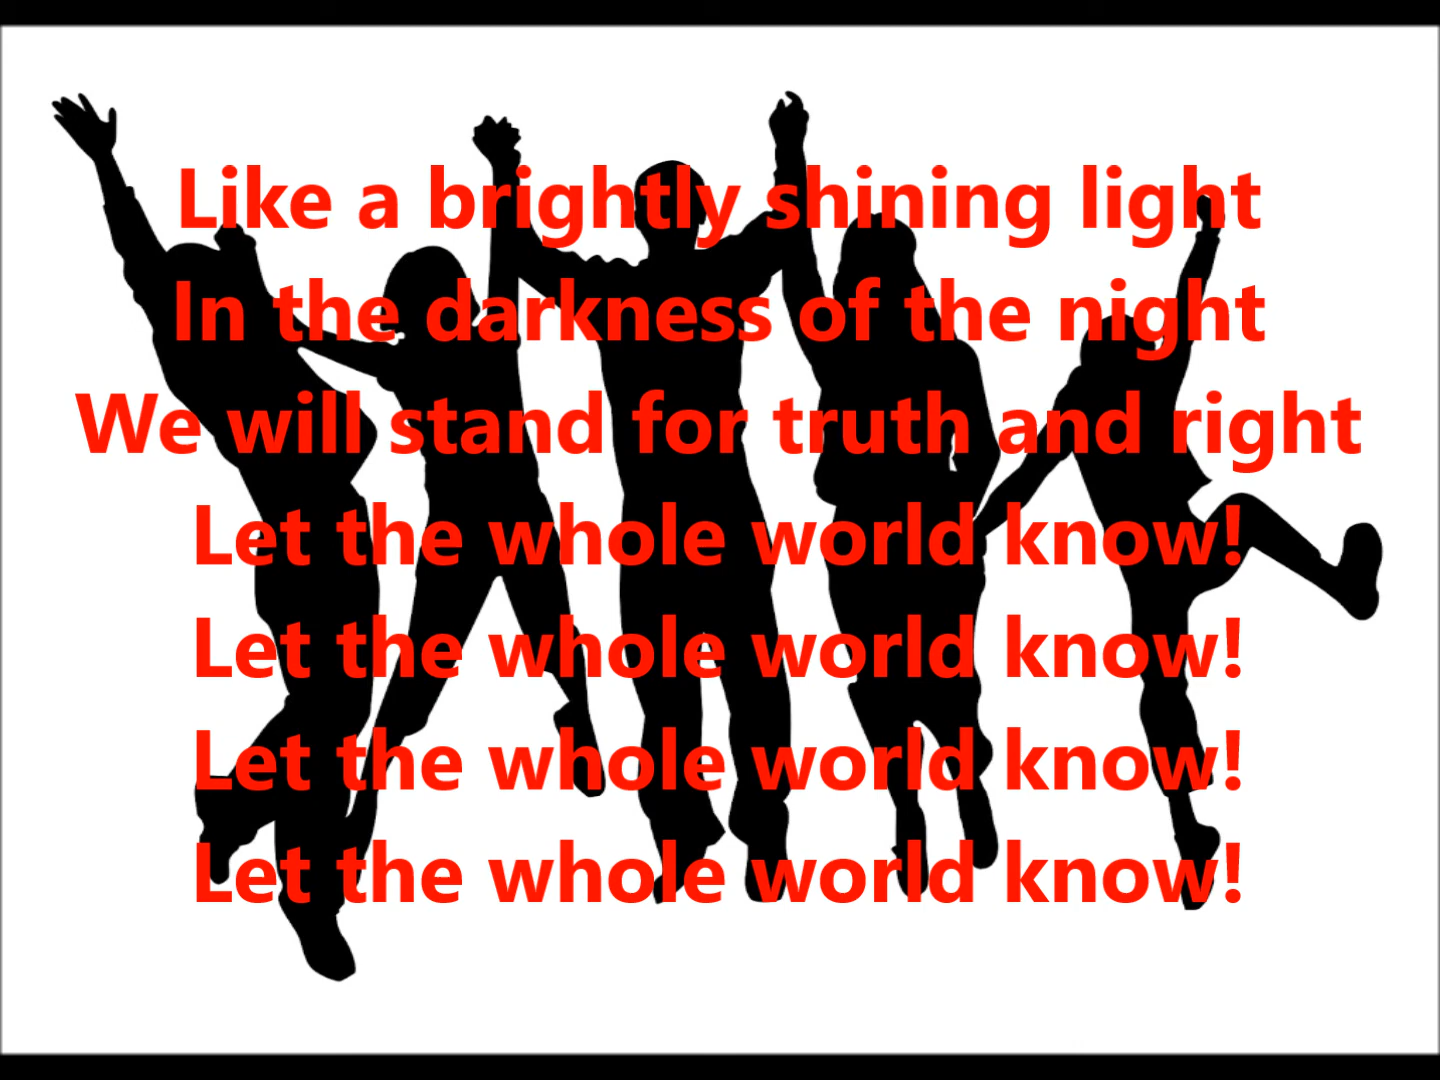 Like a brightly shining light
In the darkness of the night
We will stand for truth and right
Let the whole world know!
Let the whole world know!
Let the whole world know!
Let the whole world know!